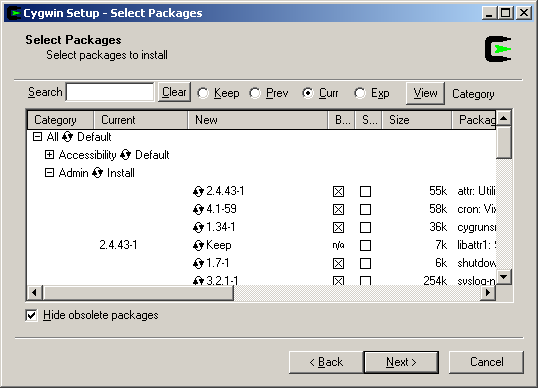 Cygwin Setup - Select Packages
Select Packages
Select packages to install
Search Clear Keep Prev Curr Exp View Category
Category Current New B... S... Size Packag
All Default
Accessibility Default
Admin Install
2.4.43-1 55k attr: Utili
4.1-59 58k cron: Vix
1.34-1 36k cygruns
2.4.43-1 Keep n/a 7k libattr1: S
1.7-1 6k shutdow
3.2.1-1 254k syslog-n
Hide obsolete packages
< Back Next > Cancel